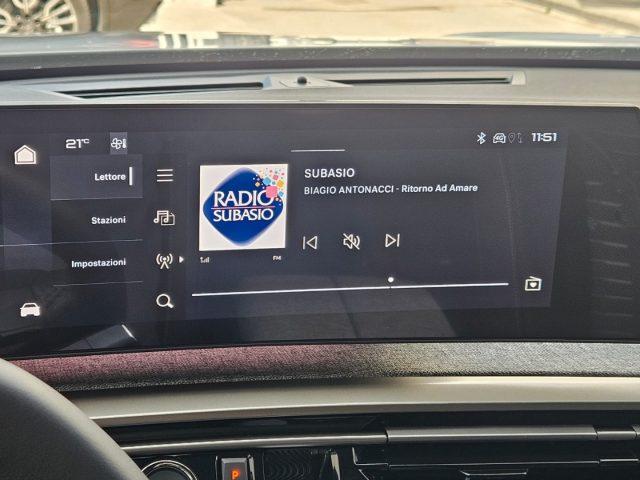 21°C
11:51
Lettore
Stazioni
Impostazioni
RADIO
SUBASIO
FM
SUBASIO
BIAGIO ANTONACCI - Ritorno Ad Amare
P